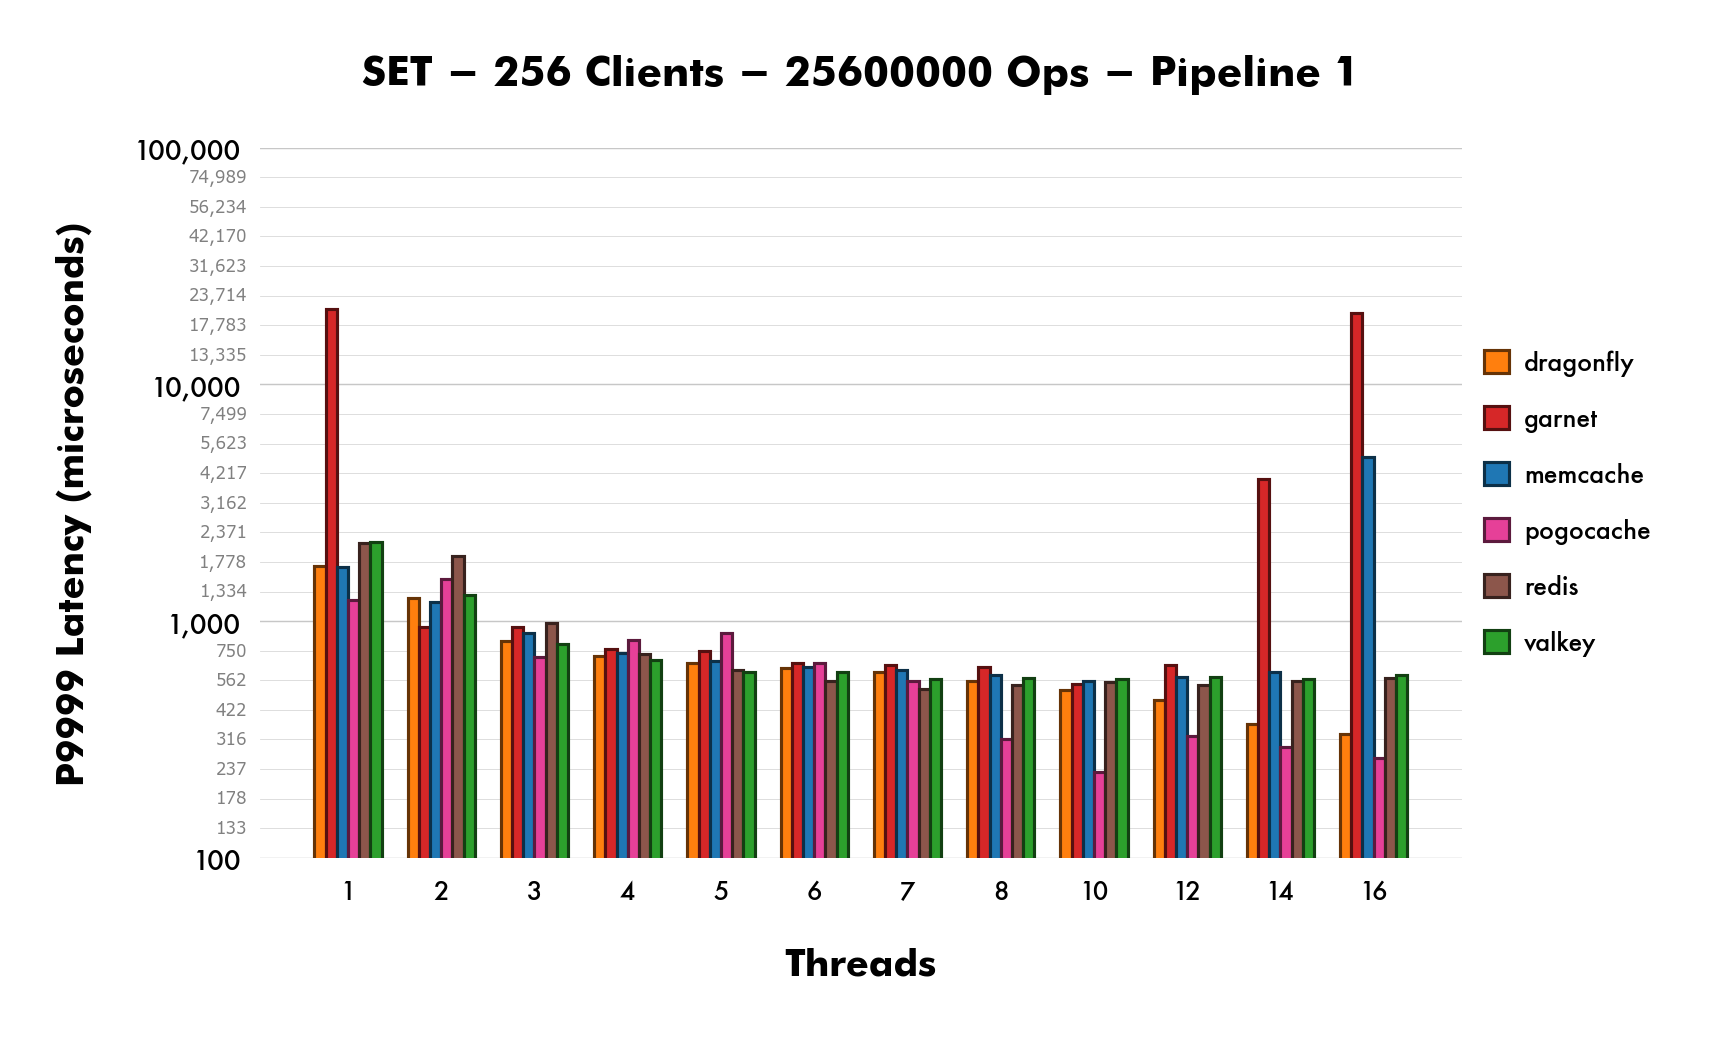 SET – 256 Clients – 25600000 Ops – Pipeline 1
P9999 Latency (microseconds)
100,000
74,989
56,234
42,170
31,623
23,714
17,783
13,335
10,000
7,499
5,623
4,217
3,162
2,371
1,778
1,334
1,000
750
562
422
316
237
178
133
100
dragonfly
garnet
memcache
pogocache
redis
valkey
1 2 3 4 5 6 7 8 10 12 14 16
Threads